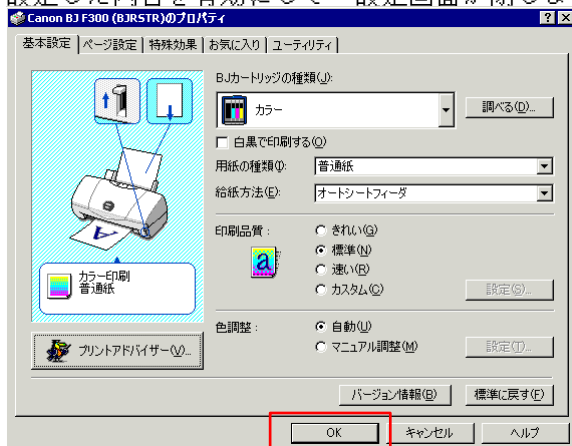 設定した内容を有効にして 設定画面が閉じま
Canon BJ F300 (BJRSTR)のプロパティ
基本設定 ページ設定 特殊効果 お気に入り ユーティリティ
BJカートリッジの種類(J):
カラー
調べる(D)...
白黒で印刷する(O)
用紙の種類(I): 普通紙
給紙方法(E): オートシートフィーダ
印刷品質 : きれい(G)
標準(N)
速い(R)
カスタム(C) 設定(S)...
カラー印刷
普通紙
色調整 : 自動(U)
マニュアル調整(M) 設定(T)...
プリントアドバイザー(V)...
バージョン情報(B) 標準に戻す(F)
OK キャンセル ヘルプ